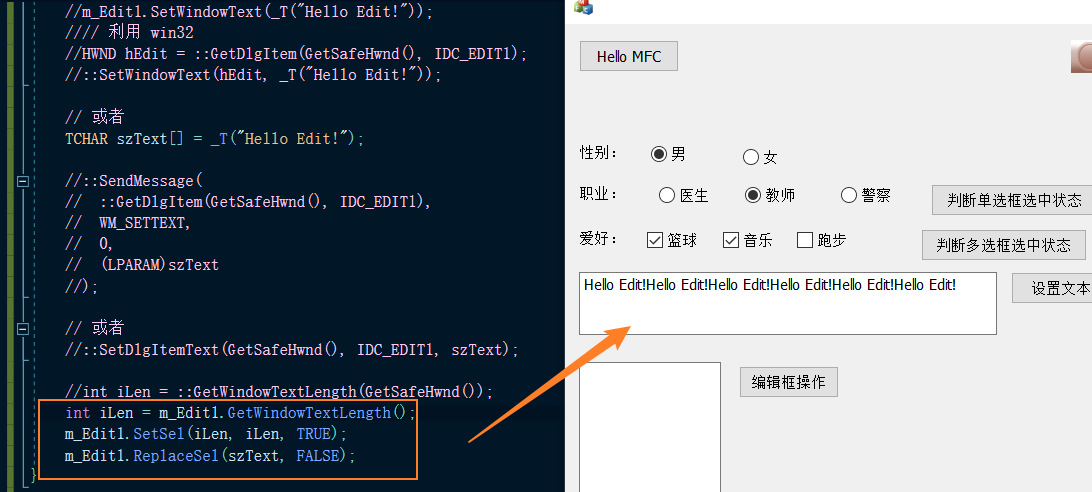 //m_Edit1.SetWindowText(_T("Hello Edit!"));
//// 利用 win32
//HWND hEdit = ::GetDlgItem(GetSafeHwnd(), IDC_EDIT1);
//::SetWindowText(hEdit, _T("Hello Edit!"));
// 或者
TCHAR szText[] = _T("Hello Edit!");
//::SendMessage(
//  ::GetDlgItem(GetSafeHwnd(), IDC_EDIT1),
//  WM_SETTEXT,
//  0,
//  (LPARAM)szText
//);
// 或者
//::SetDlgItemText(GetSafeHwnd(), IDC_EDIT1, szText);
//int iLen = ::GetWindowTextLength(GetSafeHwnd());
int iLen = m_Edit1.GetWindowTextLength();
m_Edit1.SetSel(iLen, iLen, TRUE);
m_Edit1.ReplaceSel(szText, FALSE);
}
Hello MFC
性别： 男 女
职业： 医生 教师 警察 判断单选框选中状态
爱好： 篮球 音乐 跑步 判断多选框选中状态
Hello Edit!Hello Edit!Hello Edit!Hello Edit!Hello Edit!Hello Edit! 设置文本
编辑框操作